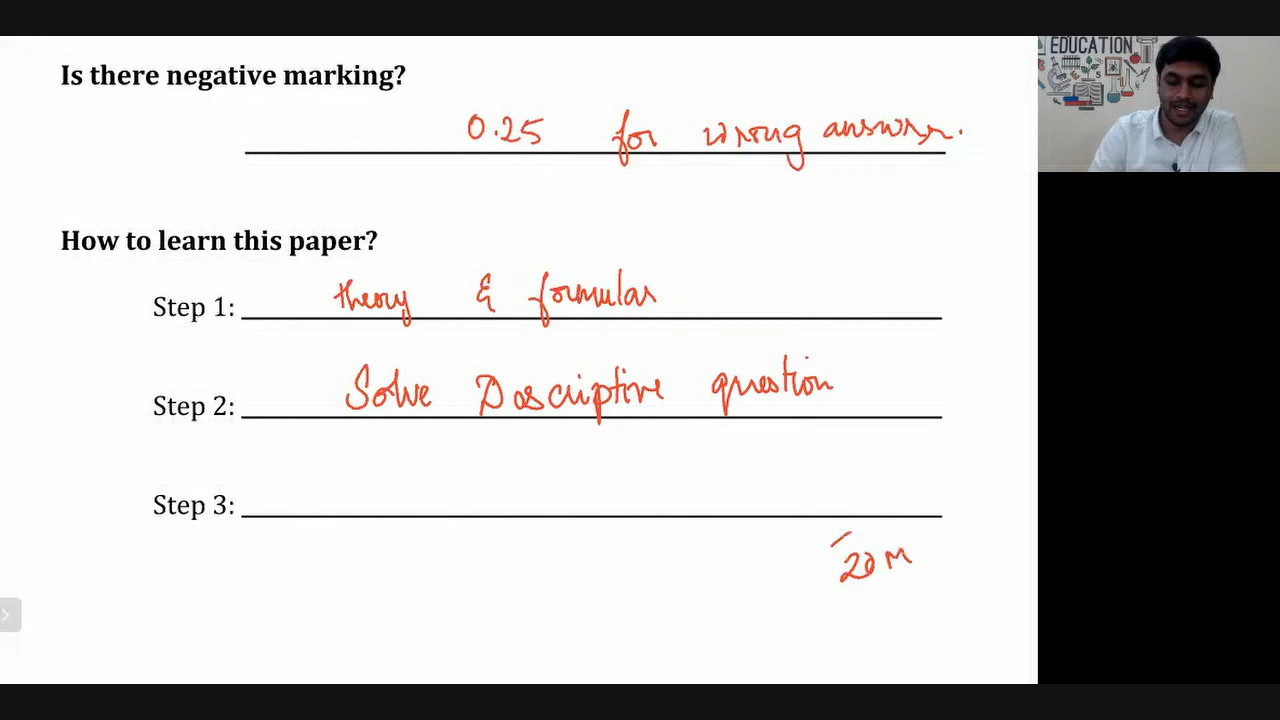 EDUCATION
Is there negative marking?
0.25 for wrong answer.
How to learn this paper?
Step 1: theory & formulas
Step 2: Solve Descriptive question
Step 3:
20 M